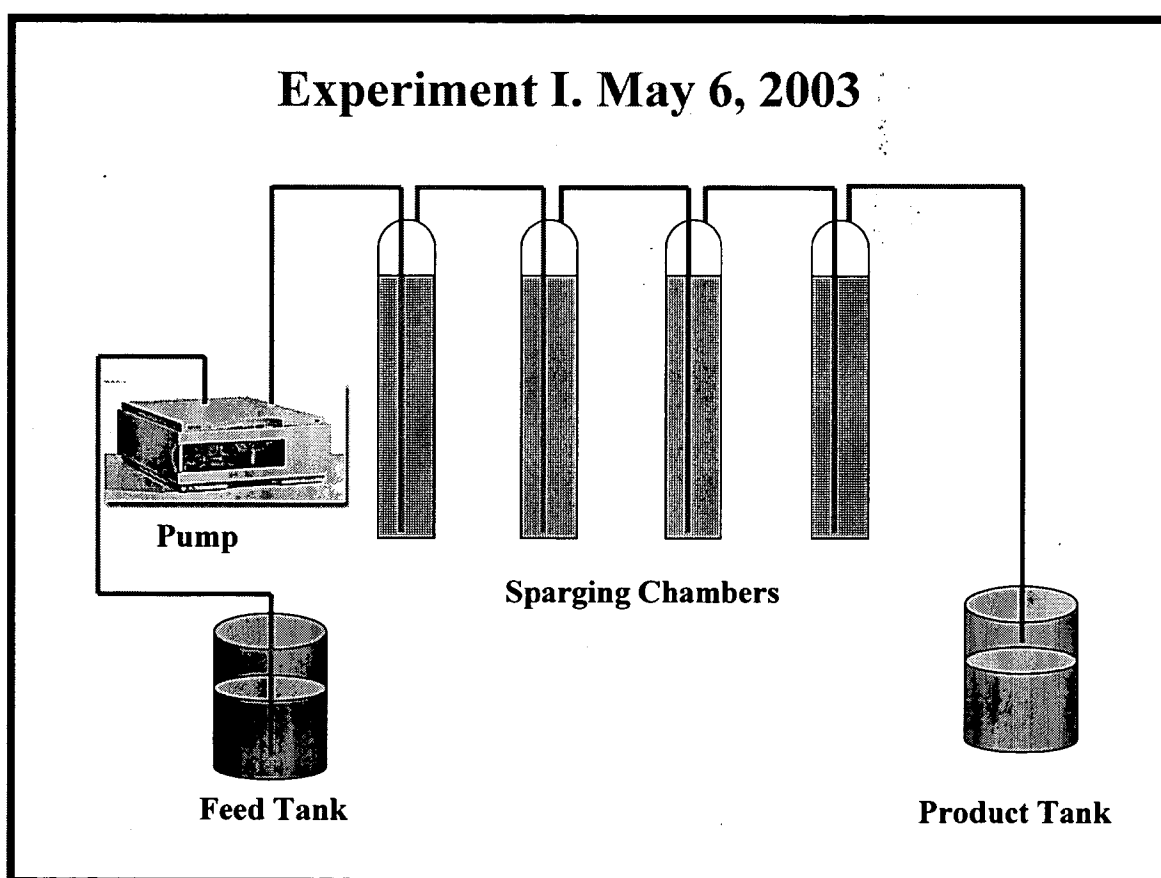 Experiment I. May 6, 2003
Pump
Sparging Chambers
Feed Tank
Product Tank